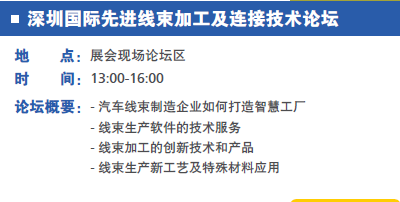 深圳国际先进线束加工及连接技术论坛
地 点：展会现场论坛区
时 间：13:00-16:00
论坛概要：- 汽车线束制造企业如何打造智慧工厂
- 线束生产软件的技术服务
- 线束加工的创新技术和产品
- 线束生产新工艺及特殊材料应用